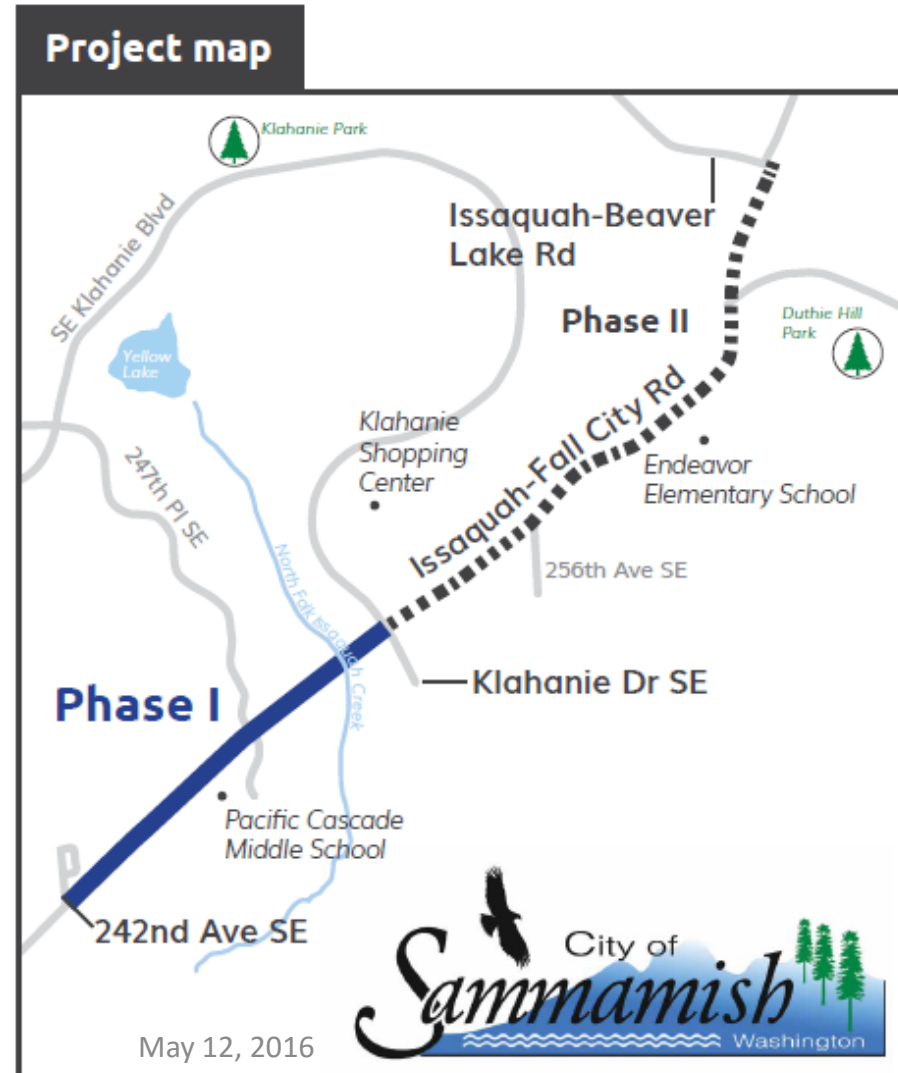 Project map
Klahanie Park
SE Klahanie Blvd
Issaquah-Beaver
Lake Rd
Phase II
Duthie Hill
Park
Yellow
Lake
Klahanie
Shopping
Center
Issaquah-Fall City Rd
Endeavor
Elementary School
247th Pl SE
North Folk Issaquah Creek
256th Ave SE
Klahanie Dr SE
Phase I
Pacific Cascade
Middle School
242nd Ave SE
City of
Sammamish
Washington
May 12, 2016